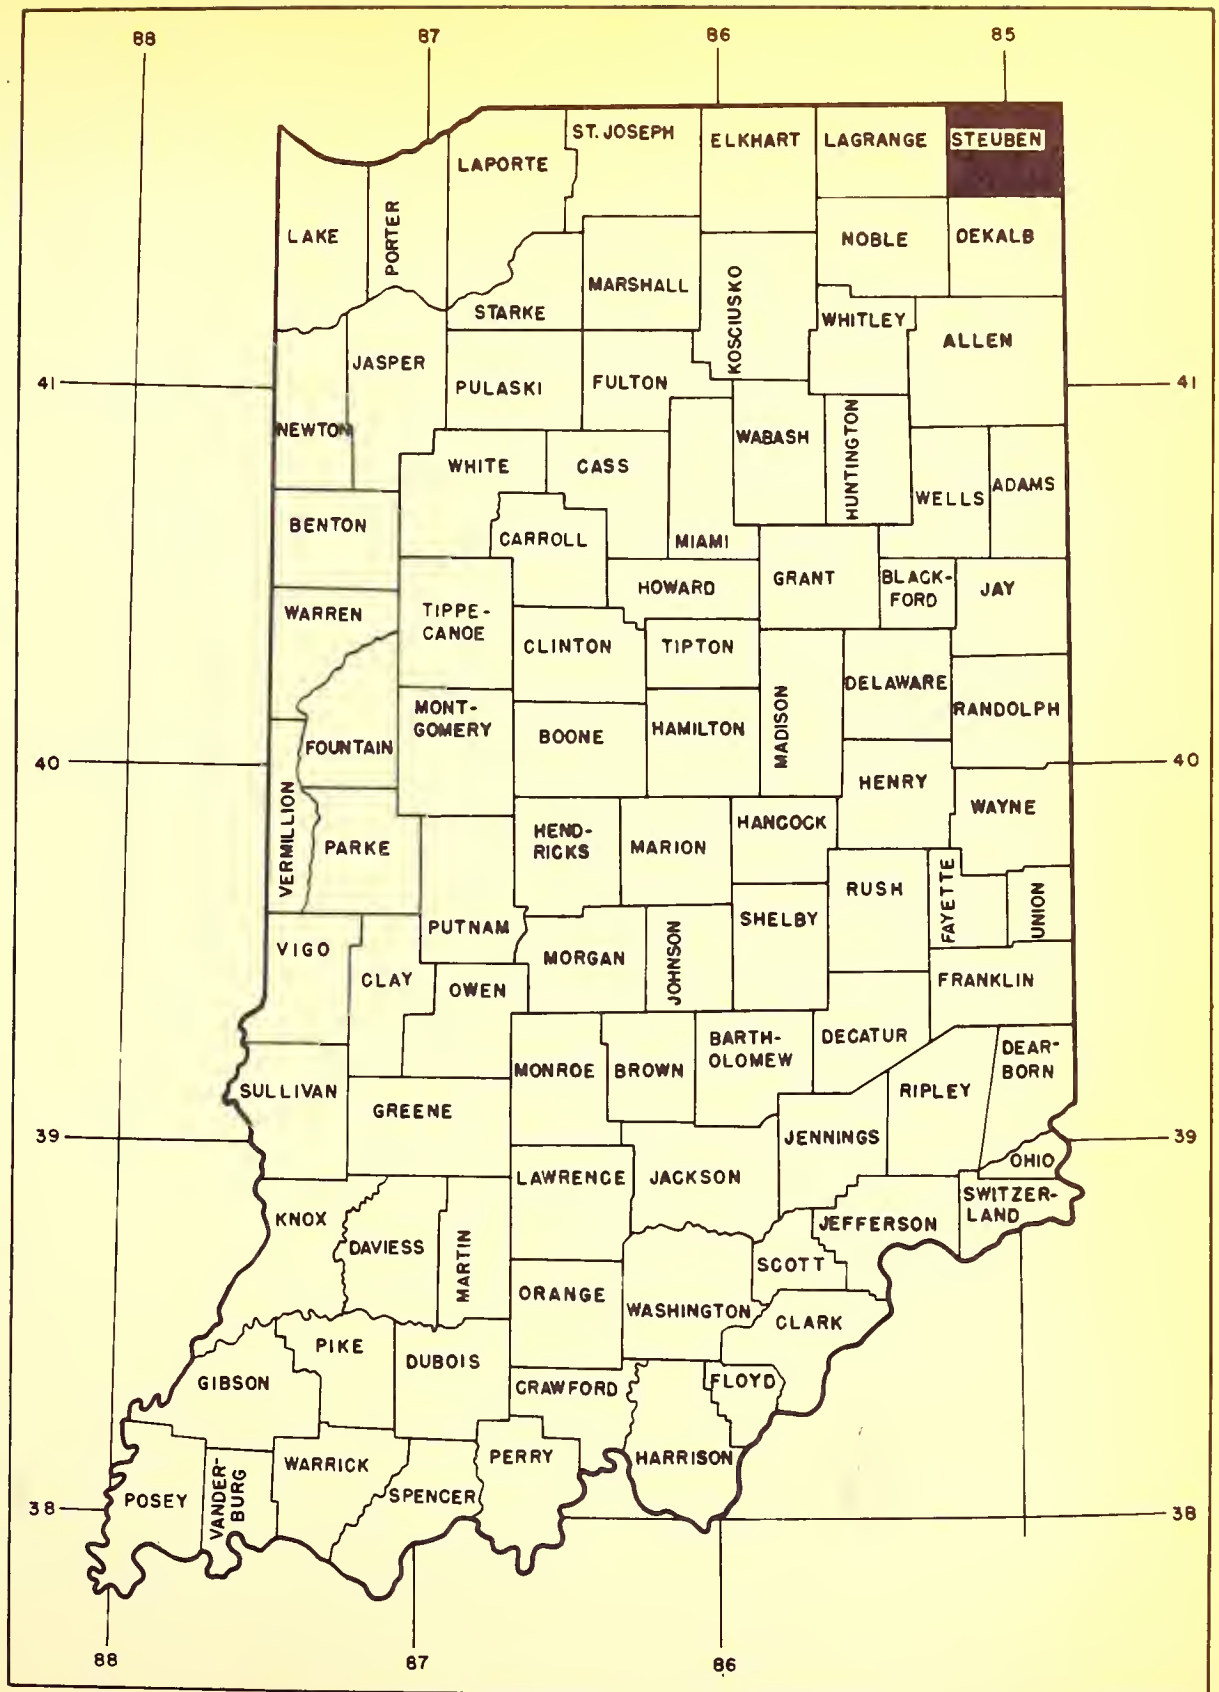 88
87
86
85
ST. JOSEPH
ELKHART
LAGRANGE
STEUBEN
LAPORTE
LAKE
PORTER
NOBLE
DEKALB
MARSHALL
STARKE
KOSCIUSKO
WHITLEY
ALLEN
JASPER
PULASKI
FULTON
41
41
NEWTON
WABASH
HUNTINGTON
WHITE
CASS
WELLS
ADAMS
BENTON
CARROLL
MIAMI
GRANT
BLACK-
FORD
JAY
HOWARD
WARREN
TIPPE-
CANOE
CLINTON
TIPTON
DELAWARE
RANDOLPH
MADISON
MONT-
GOMERY
BOONE
HAMILTON
FOUNTAIN
40
40
HENRY
WAYNE
VERMILLION
PARKE
HEND-
RICKS
MARION
HANCOCK
RUSH
FAYETTE
UNION
PUTNAM
SHELBY
VIGO
MORGAN
JOHNSON
CLAY
OWEN
FRANKLIN
DECATUR
BARTH-
OLOMEW
DEAR-
BORN
MONROE
BROWN
SULLIVAN
GREENE
RIPLEY
39
39
JENNINGS
OHIO
LAWRENCE
JACKSON
SWITZER-
LAND
KNOX
JEFFERSON
DAVIESS
MARTIN
SCOTT
ORANGE
WASHINGTON
CLARK
PIKE
DUBOIS
GIBSON
CRAWFORD
FLOYD
HARRISON
PERRY
WARRICK
SPENCER
POSEY
VANDER-
BURG
38
38
88
87
86